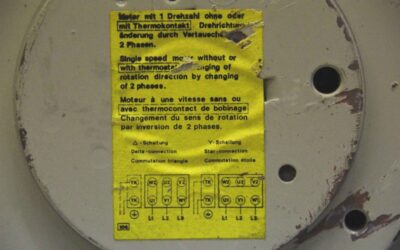 Motor mit 1 Drehzahl ohne oder
mit Thermokontakt. Drehrichtungs
änderung durch Vertauschen
2 Phasen.
Single speed motor without or
with thermostat. Changing of
rotation direction by changing
of 2 phases.
Moteur à une vitesse sans ou
avec thermocontact de bobinage
Changement du sens de rotation
par inversion de 2 phases.
△ -Schaltung Y -Schaltung
Delta-connection Star-connection
Commutation triangle Commutation étoile
TK W2 U2 V2 TK W2 U2 V2
TK U1 V1 W1 TK U1 V1 W1
L1 L2 L3 L1 L2 L3